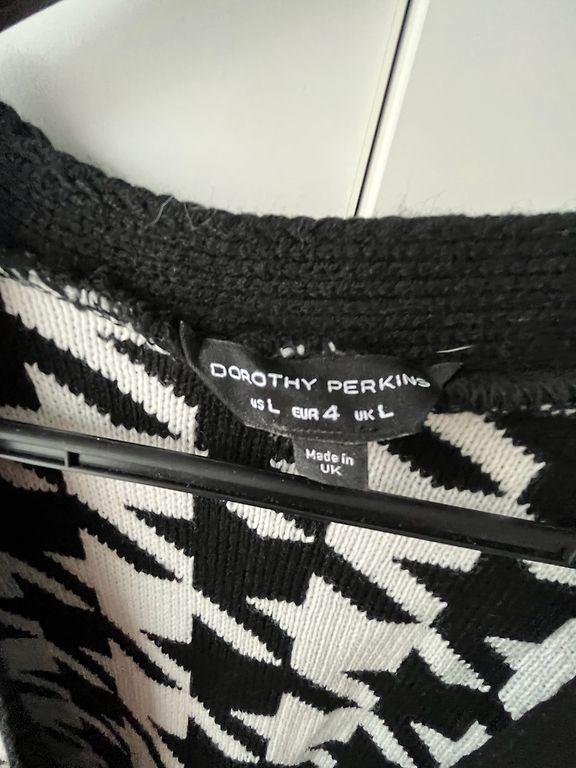 DOROTHY PERKINS
US L EUR 4 UK L
Made in
UK